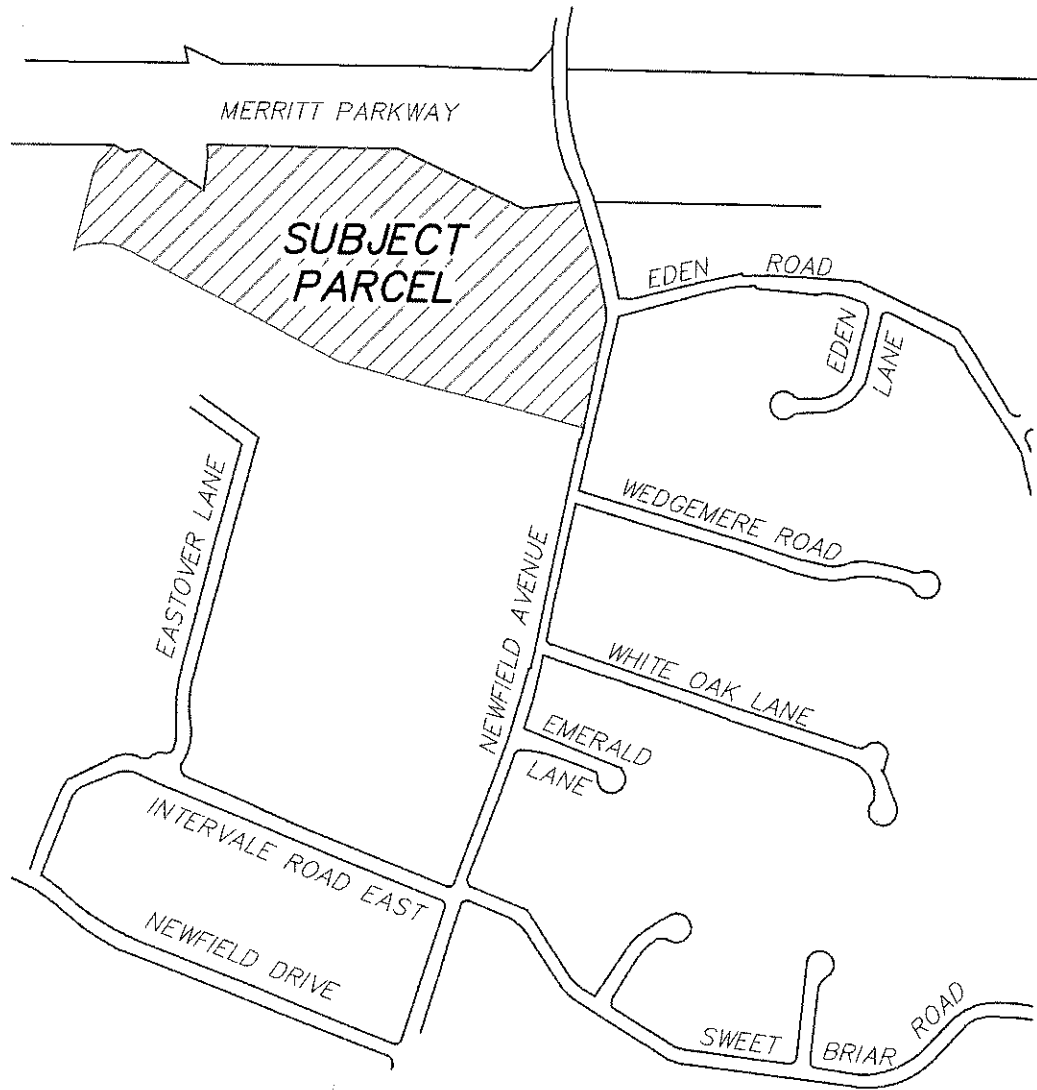 MERRITT PARKWAY
SUBJECT
PARCEL
EDEN ROAD
EDEN
LANE
EASTOVER LANE
WEDGEMERE ROAD
NEWFIELD AVENUE
WHITE OAK LANE
EMERALD
LANE
INTERVALE ROAD EAST
NEWFIELD DRIVE
SWEET BRIAR ROAD